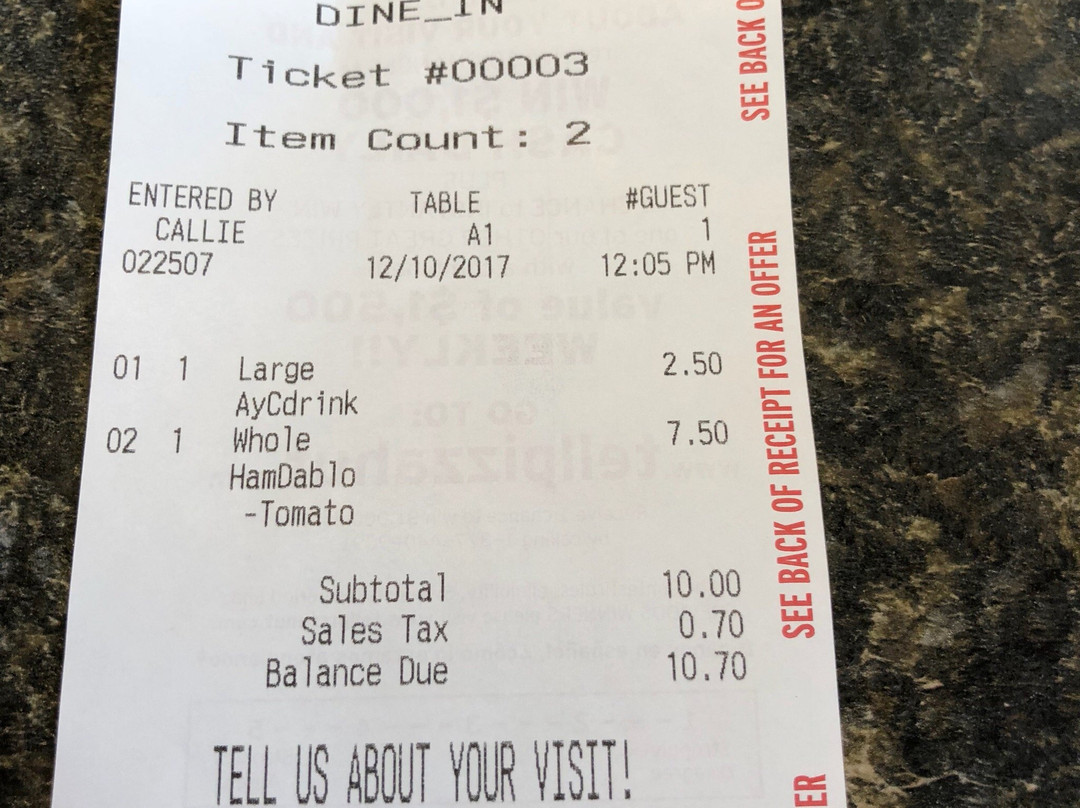 DINE_IN
Ticket #00003
Item Count: 2
ENTERED BY TABLE #GUEST
CALLIE A1 1
022507 12/10/2017 12:05 PM
01 1 Large 2.50
AyCdrink
02 1 Whole 7.50
HamDablo
-Tomato
Subtotal 10.00
Sales Tax 0.70
Balance Due 10.70
TELL US ABOUT YOUR VISIT!
SEE BACK O
SEE BACK OF RECEIPT FOR AN OFFER
ER